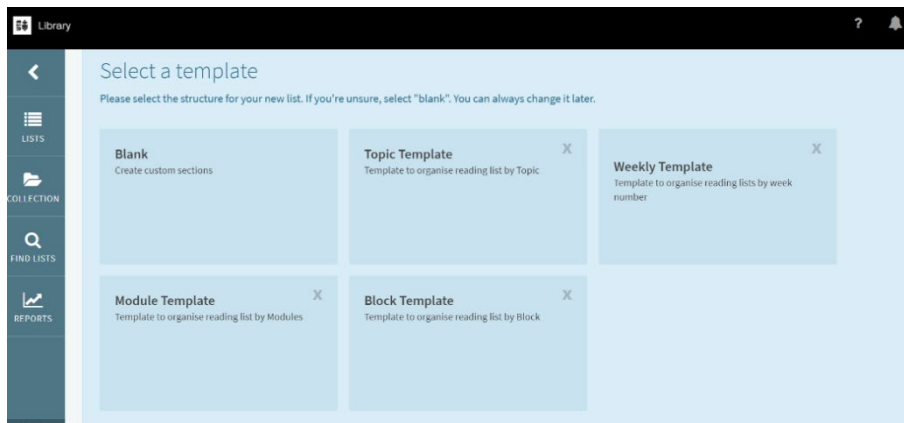 Library
?
LISTS
COLLECTION
FIND LISTS
REPORTS
Select a template
Please select the structure for your new list. If you're unsure, select "blank". You can always change it later.
Blank
Create custom sections
X
Topic Template
Template to organise reading list by Topic
X
Weekly Template
Template to organise reading lists by week
number
X
Module Template
Template to organise reading list by Modules
X
Block Template
Template to organise reading list by Block